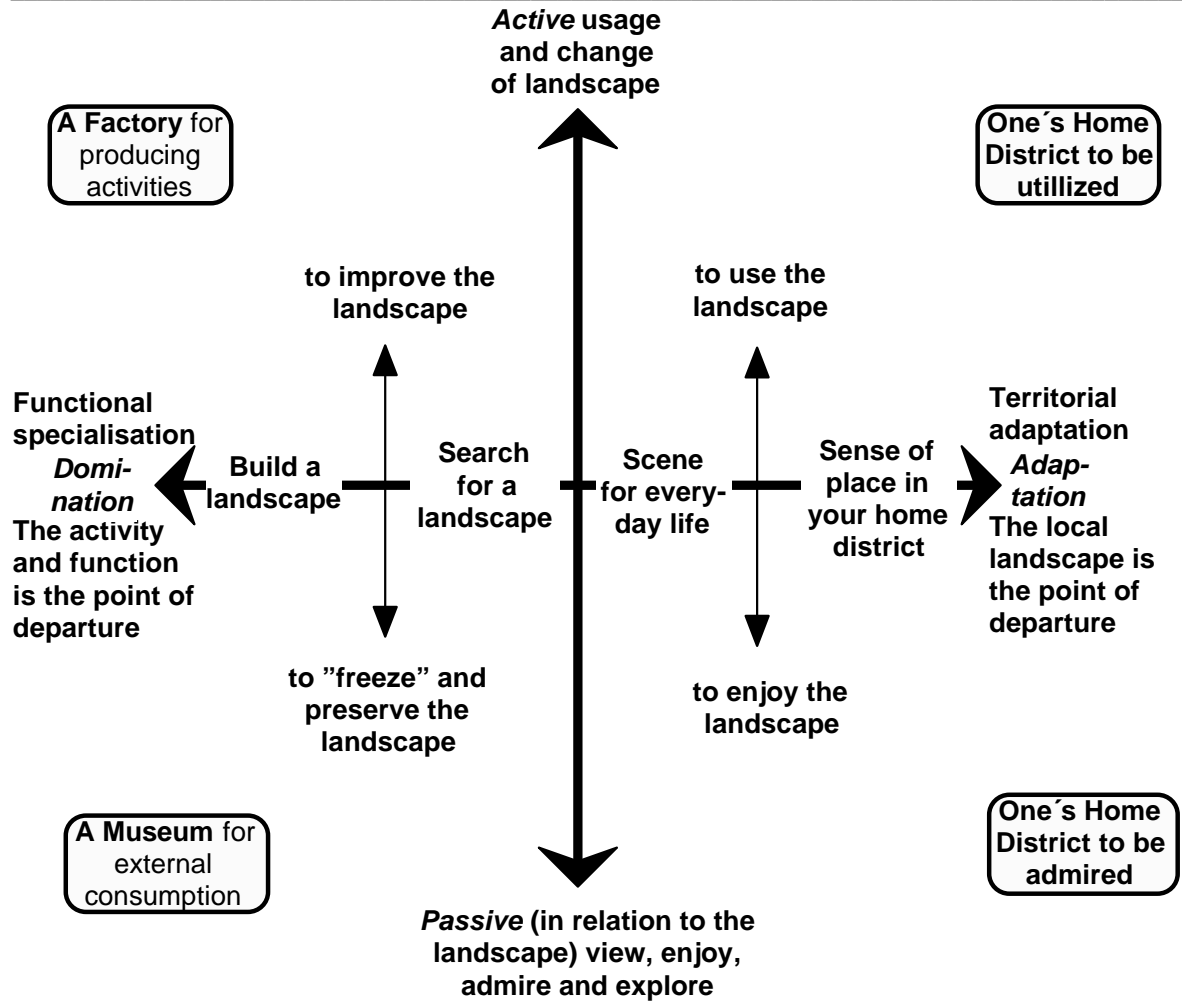 Active usage
and change
of landscape
A Factory for
producing
activities
One´s Home
District to be
utillized
to improve the
landscape
to use the
landscape
Functional
specialisation
Domi-
nation
The activity
and function
is the point of
departure
Build a
landscape
Search
for a
landscape
Scene
for every-
day life
Sense of
place in
your home
district
Territorial
adaptation
Adap-
tation
The local
landscape is
the point of
departure
to ”freeze” and
preserve the
landscape
to enjoy the
landscape
A Museum for
external
consumption
One´s Home
District to be
admired
Passive (in relation to the
landscape) view, enjoy,
admire and explore